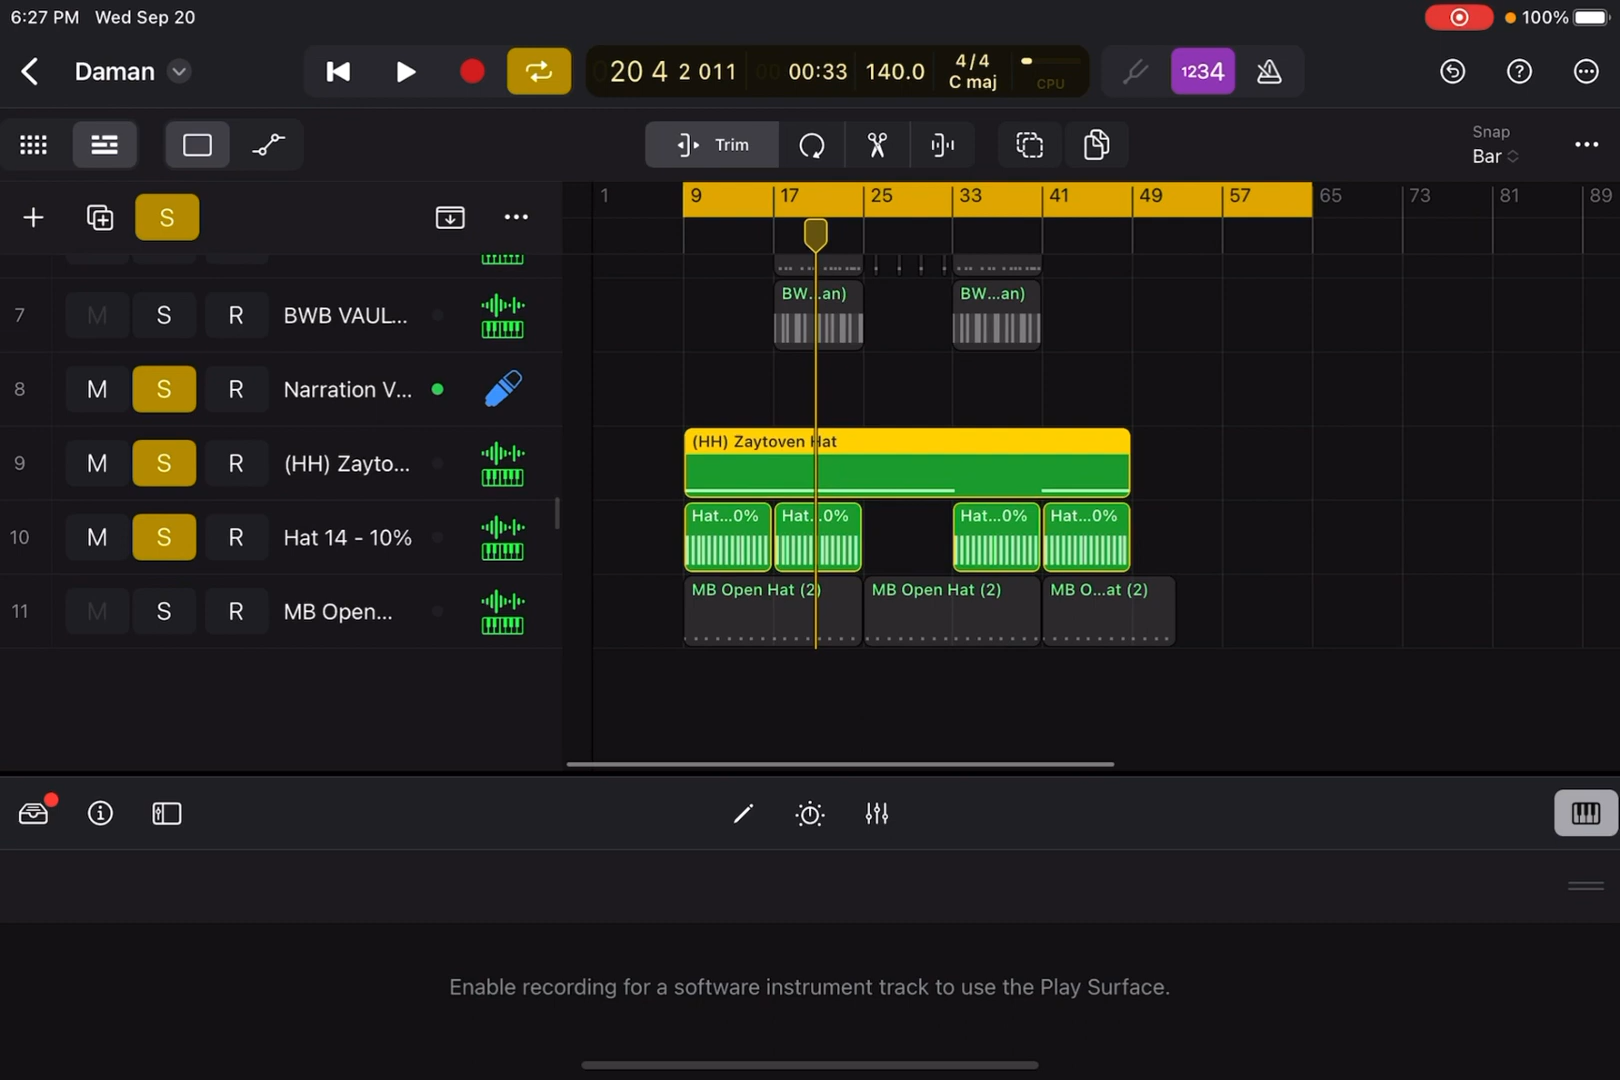 6:27 PM Wed Sep 20
100%
Daman
20 4 2 011
00:33
140.0
4/4
C maj
CPU
1234
Trim
Snap
Bar
S
1 9 17 25 33 41 49 57 65 73 81 89
7 M S R BWB VAUL...
BW...an)
BW...an)
8 M S R Narration V...
9 M S R (HH) Zayto...
(HH) Zaytoven Hat
10 M S R Hat 14 - 10%
Hat...0%
Hat...0%
Hat...0%
Hat...0%
11 M S R MB Open...
MB Open Hat (2)
MB Open Hat (2)
MB O...at (2)
Enable recording for a software instrument track to use the Play Surface.